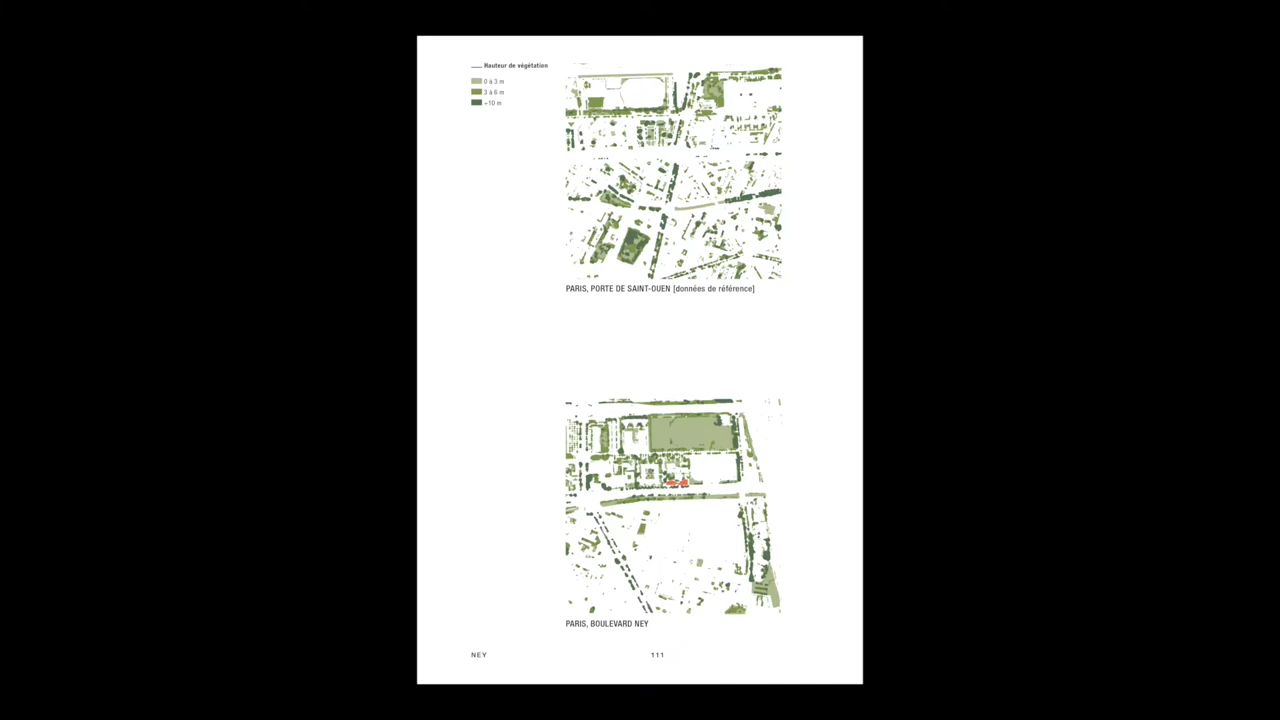 Hauteur de végétation
0 à 3 m
3 à 6 m
+10 m
PARIS, PORTE DE SAINT-OUEN [données de référence]
PARIS, BOULEVARD NEY
NEY
111